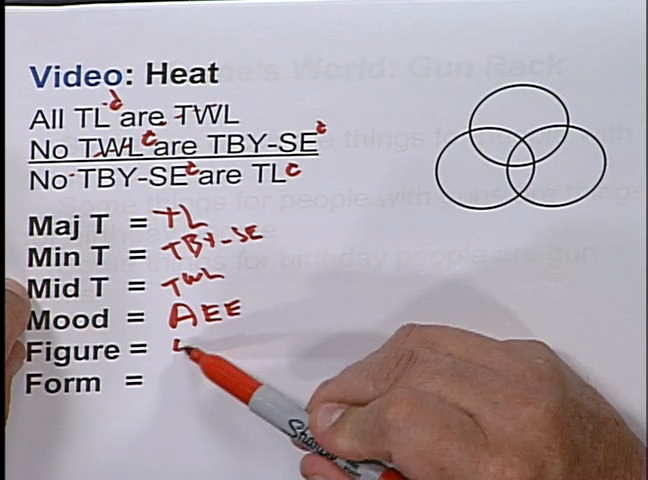 Video: Heat
All TL d are TWL
No TWL c are TBY-SE c
No TBY-SE c are TL c
Maj T = TL
Min T = TBY-SE
Mid T = TWL
Mood = AEE
Figure =
Form =
Sharpie